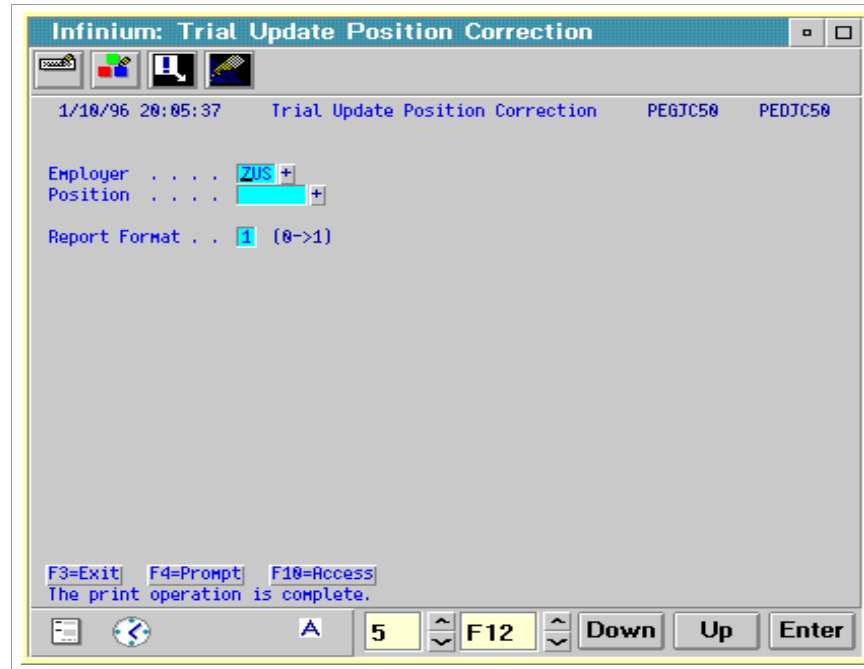 Infinium: Trial Update Position Correction
1/10/96 20:05:37 Trial Update Position Correction PEGJC50 PEDJC50
Employer . . . . ZUS +
Position . . . . +
Report Format . . 1 (0->1)
F3=Exit F4=Prompt F10=Access
The print operation is complete.
A 5 F12 Down Up Enter